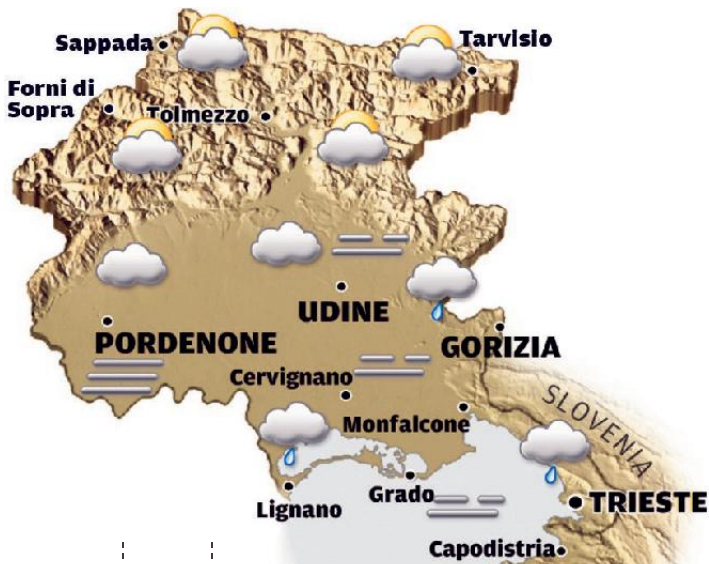 Sappada
Tarvisio
Forni di
Sopra
Tolmezzo
UDINE
PORDENONE
GORIZIA
Cervignano
SLOVENIA
Monfalcone
Lignano
Grado
TRIESTE
Capodistria